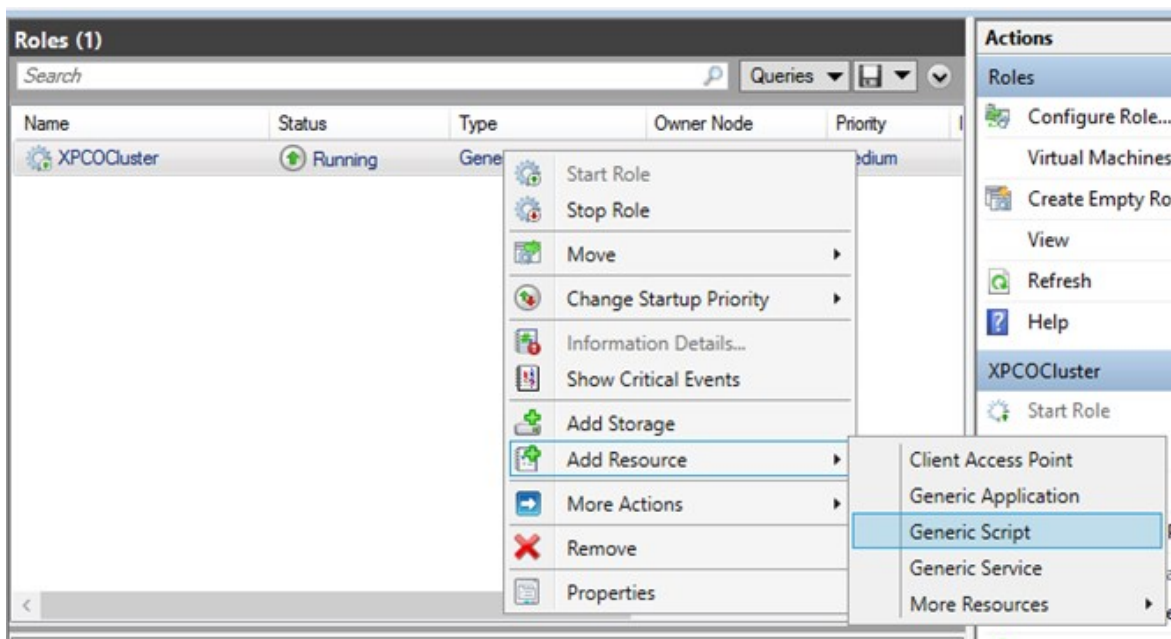 Roles (1)
Search
Queries
Name Status Type Owner Node Priority
XPCOCluster Running Gene edium
Start Role
Stop Role
Move
Change Startup Priority
Information Details...
Show Critical Events
Add Storage
Add Resource
More Actions
Remove
Properties
Client Access Point
Generic Application
Generic Script
Generic Service
More Resources
Actions
Roles
Configure Role...
Virtual Machines
Create Empty Ro
View
Refresh
Help
XPCOCluster
Start Role